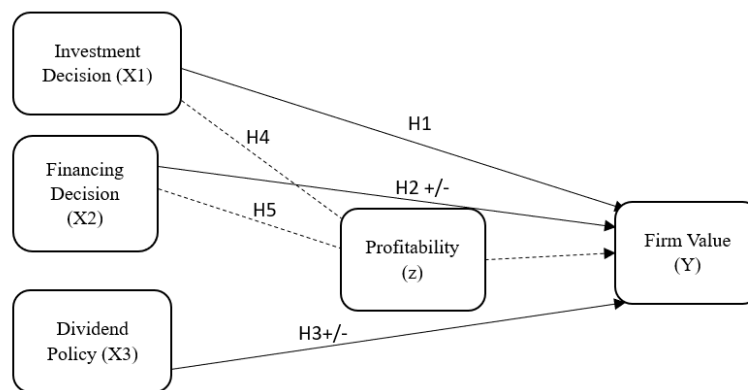 Investment
Decision (X1)
H1
H4
Financing
Decision
(X2)
H2 +/-
H5
Profitability
(z)
Firm Value
(Y)
Dividend
Policy (X3)
H3+/-